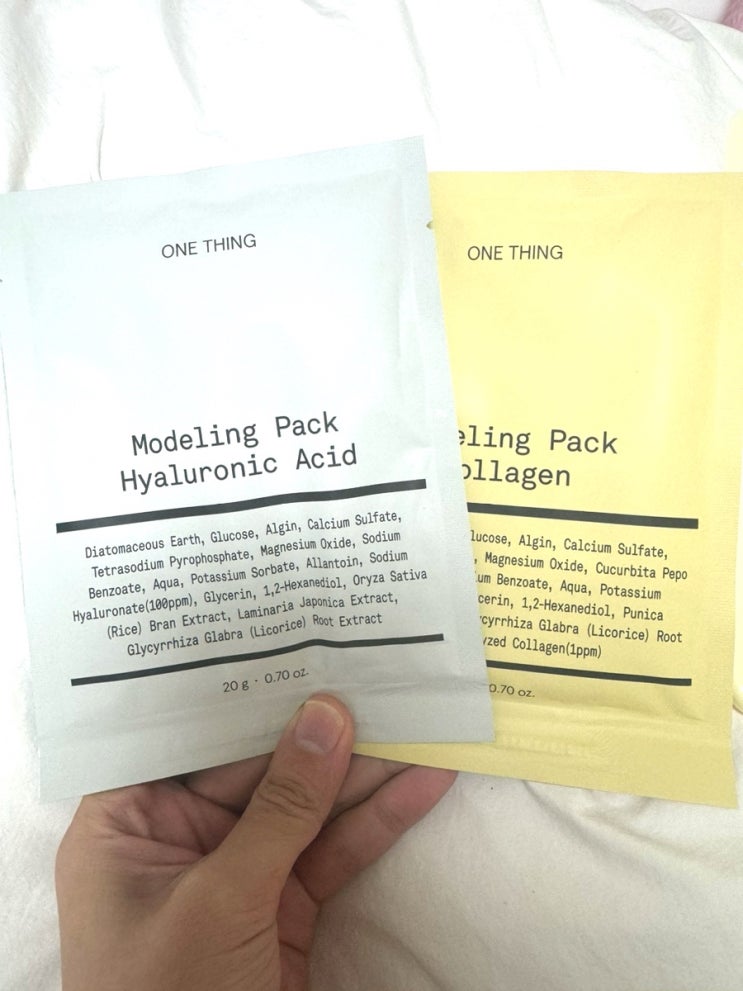 ONE THING
Modeling Pack
Hyaluronic Acid
Diatomaceous Earth, Glucose, Algin, Calcium Sulfate,
Tetrasodium Pyrophosphate, Magnesium Oxide, Sodium
Benzoate, Aqua, Potassium Sorbate, Allantoin, Sodium
Hyaluronate(100ppm), Glycerin, 1,2-Hexanediol, Oryza Sativa
(Rice) Bran Extract, Laminaria Japonica Extract,
Glycyrrhiza Glabra (Licorice) Root Extract
20 g · 0.70 oz.
ONE THING
eling Pack
ollagen
lucose, Algin, Calcium Sulfate,
, Magnesium Oxide, Cucurbita Pepo
um Benzoate, Aqua, Potassium
cerin, 1,2-Hexanediol, Punica
ycyrrhiza Glabra (Licorice) Root
yzed Collagen(1ppm)
0.70 oz.